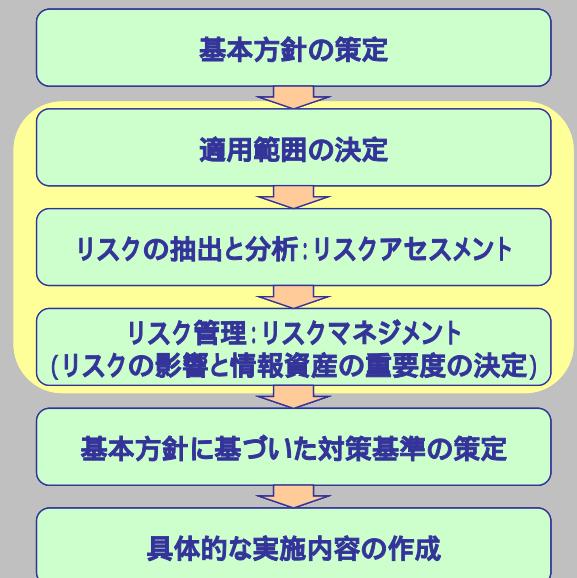 基本方針の策定
適用範囲の決定
リスクの抽出と分析:リスクアセスメント
リスク管理:リスクマネジメント
(リスクの影響と情報資産の重要度の決定)
基本方針に基づいた対策基準の策定
具体的な実施内容の作成